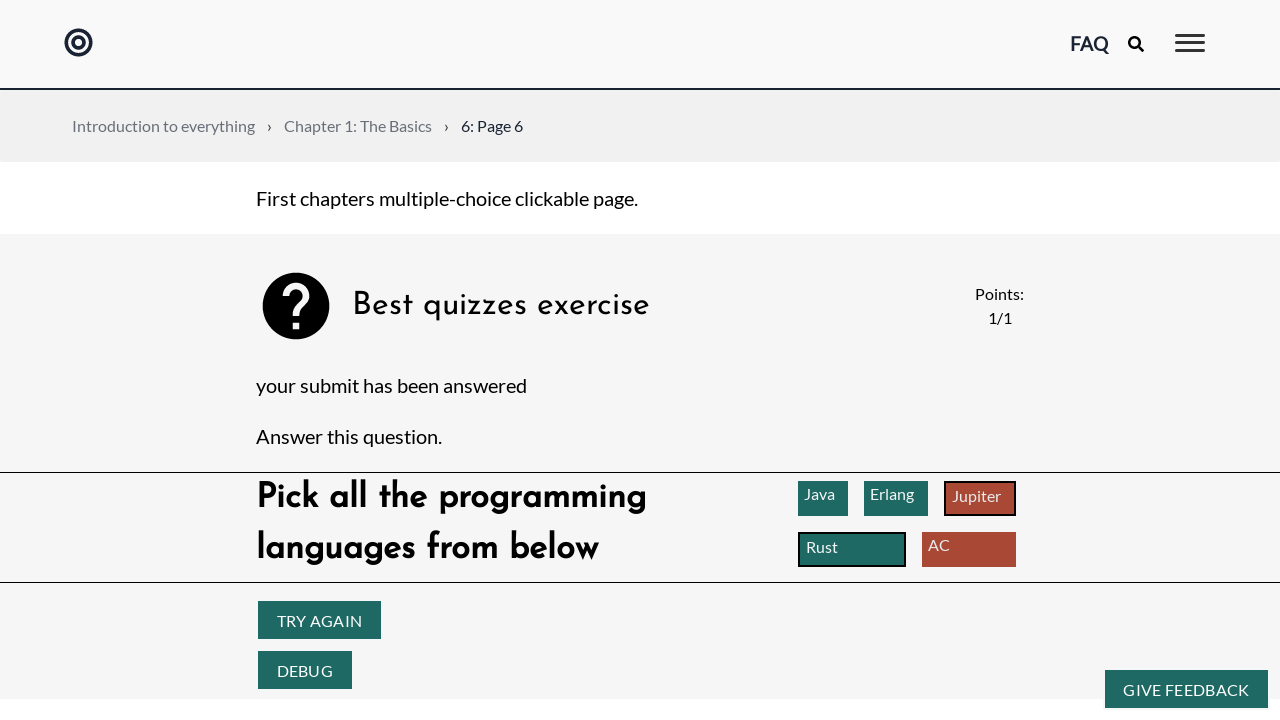 FAQ
Introduction to everything › Chapter 1: The Basics › 6: Page 6
First chapters multiple-choice clickable page.
Best quizzes exercise
Points:
1/1
your submit has been answered
Answer this question.
Pick all the programming
languages from below
Java Erlang Jupiter
Rust AC
TRY AGAIN
DEBUG
GIVE FEEDBACK